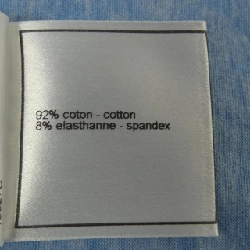 92% coton - cotton
8% elasthanne - spandex